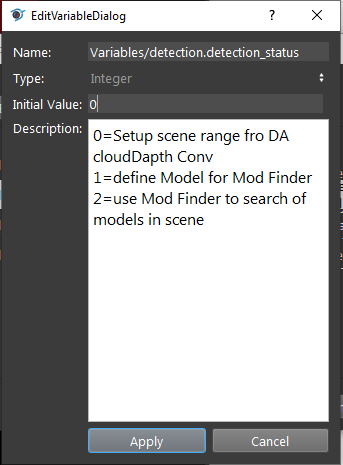 EditVariableDialog
Name: Variables/detection.detection_status
Type: Integer
Initial Value: 0
Description: 0=Setup scene range fro DA
cloudDapth Conv
1=define Model for Mod Finder
2=use Mod Finder to search of
models in scene
Apply Cancel